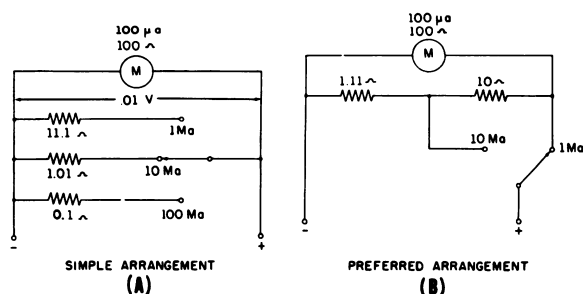 100 µa
100 ⌢
M
.01 V
11.1 ⌢
1 Ma
1.01 ⌢
10 Ma
0.1 ⌢
100 Ma
- +
SIMPLE ARRANGEMENT
(A)
100 µa
100 ⌢
M
1.11 ⌢
10 ⌢
10 Ma
1 Ma
- +
PREFERRED ARRANGEMENT
(B)